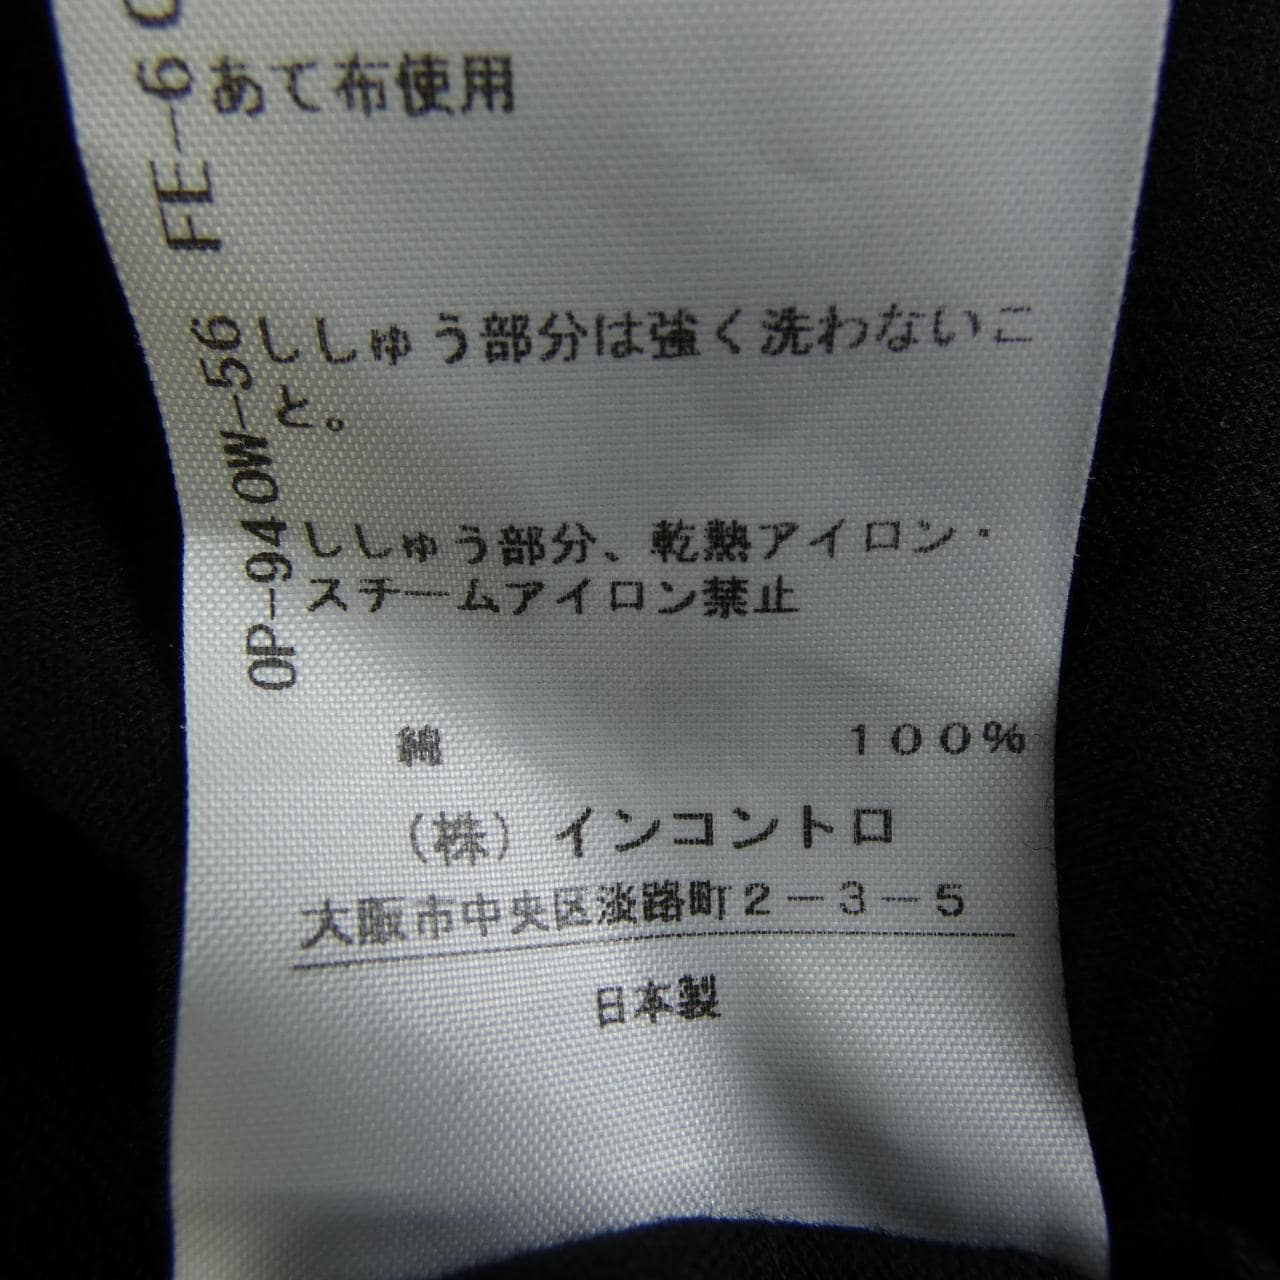 あて布使用
ししゅう部分は強く洗わないこ
と。
ししゅう部分、乾熱アイロン・
スチームアイロン禁止
綿 100%
(株) インコントロ
大阪市中央区淡路町2-3-5
日本製
OP-940W-56 FE-6